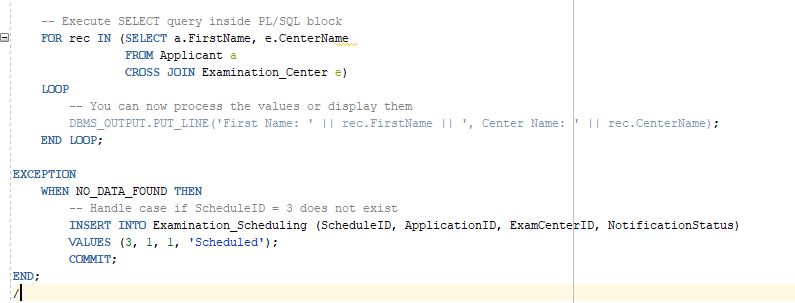 -- Execute SELECT query inside PL/SQL block
FOR rec IN (SELECT a.FirstName, e.CenterName
FROM Applicant a
CROSS JOIN Examination_Center e)
LOOP
-- You can now process the values or display them
DBMS_OUTPUT.PUT_LINE('First Name: ' || rec.FirstName || ', Center Name: ' || rec.CenterName);
END LOOP;
EXCEPTION
WHEN NO_DATA_FOUND THEN
-- Handle case if ScheduleID = 3 does not exist
INSERT INTO Examination_Scheduling (ScheduleID, ApplicationID, ExamCenterID, NotificationStatus)
VALUES (3, 1, 1, 'Scheduled');
COMMIT;
END;
/